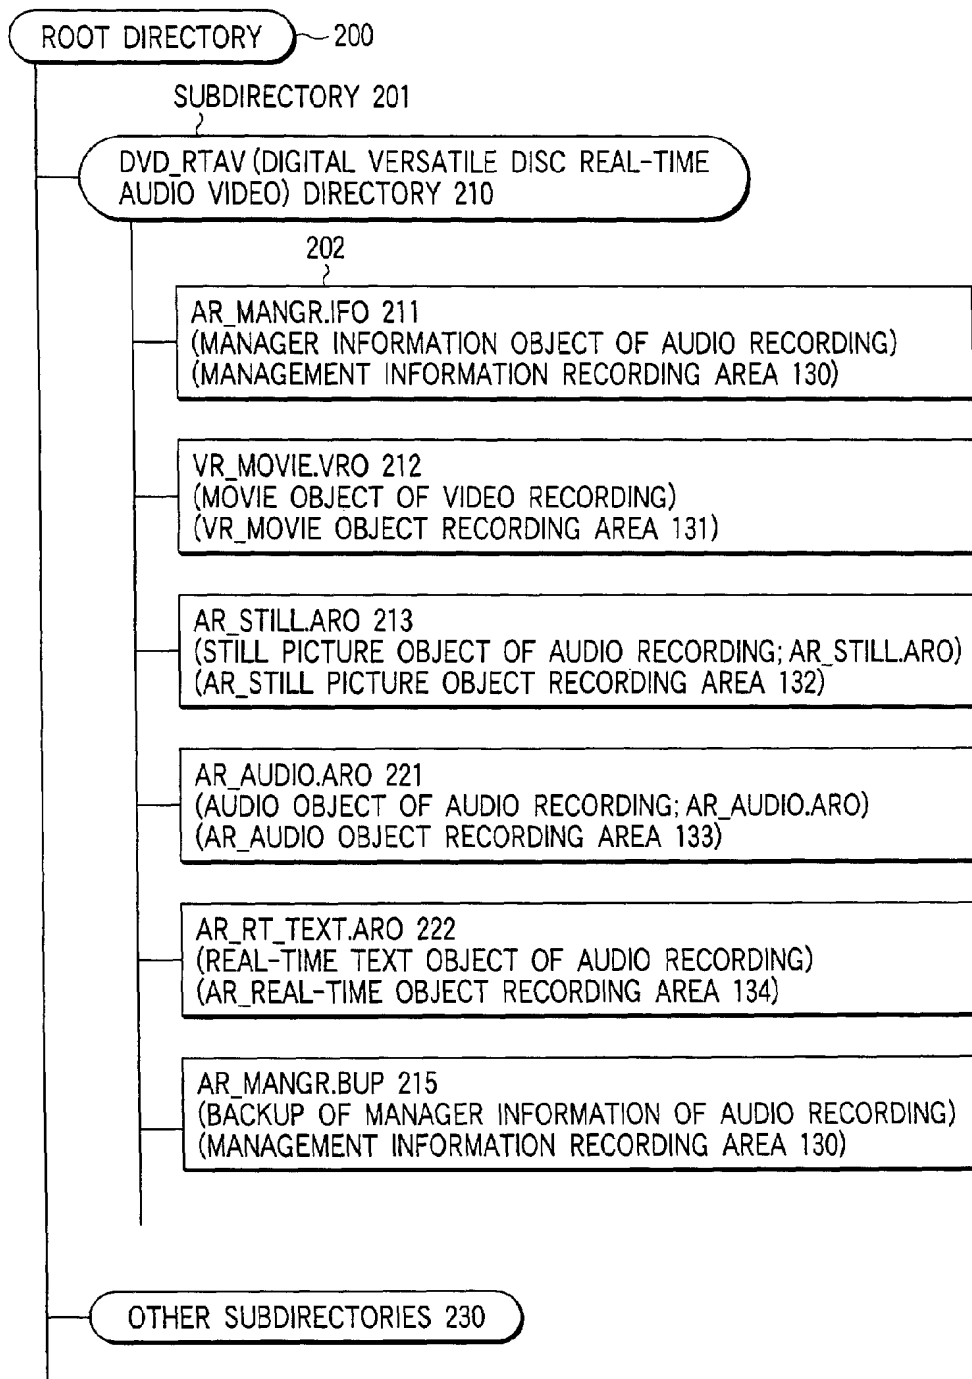 ROOT DIRECTORY 200
SUBDIRECTORY 201
DVD_RTAV (DIGITAL VERSATILE DISC REAL-TIME
AUDIO VIDEO) DIRECTORY 210
202
AR_MANGR.IFO 211
(MANAGER INFORMATION OBJECT OF AUDIO RECORDING)
(MANAGEMENT INFORMATION RECORDING AREA 130)
VR_MOVIE.VRO 212
(MOVIE OBJECT OF VIDEO RECORDING)
(VR_MOVIE OBJECT RECORDING AREA 131)
AR_STILL.ARO 213
(STILL PICTURE OBJECT OF AUDIO RECORDING; AR_STILL.ARO)
(AR_STILL PICTURE OBJECT RECORDING AREA 132)
AR_AUDIO.ARO 221
(AUDIO OBJECT OF AUDIO RECORDING; AR_AUDIO.ARO)
(AR_AUDIO OBJECT RECORDING AREA 133)
AR_RT_TEXT.ARO 222
(REAL-TIME TEXT OBJECT OF AUDIO RECORDING)
(AR_REAL-TIME OBJECT RECORDING AREA 134)
AR_MANGR.BUP 215
(BACKUP OF MANAGER INFORMATION OF AUDIO RECORDING)
(MANAGEMENT INFORMATION RECORDING AREA 130)
OTHER SUBDIRECTORIES 230